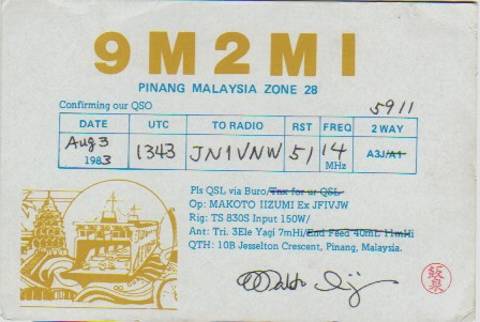 9M2MI
PINANG MALAYSIA ZONE 28
Confirming our QSO
5911
DATE UTC TO RADIO RST FREQ 2 WAY
Aug 3 1983 1343 JN1VNW 51 14 MHz A3J/A1
Pls QSL via Buro/Tnx for ur QSL
Op: MAKOTO IIZUMI Ex JF1VJW
Rig: TS 830S Input 150W/
Ant: Tri. 3Ele Yagi 7mHi/End Feed 40mL 11mHi
QTH: 10B Jesselton Crescent, Pinang, Malaysia.
飯泉